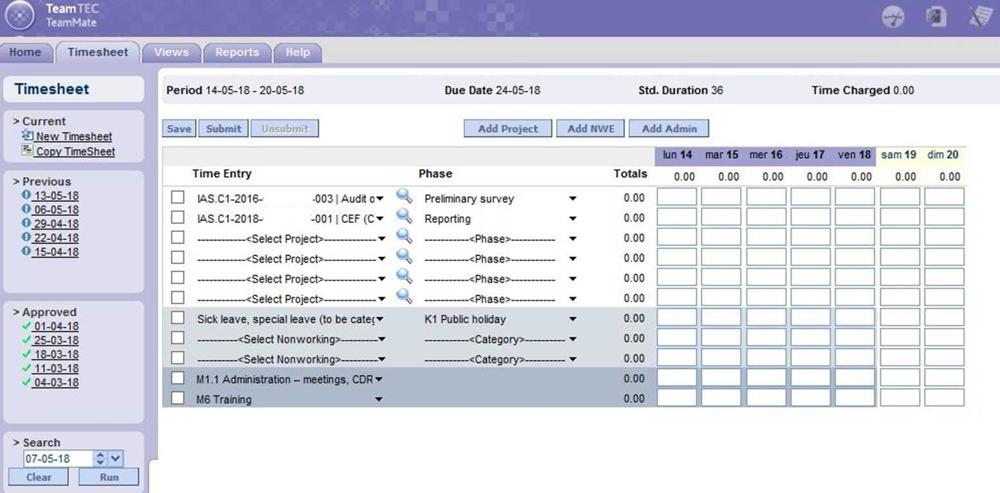 TeamTEC
TeamMate
Home Timesheet Views Reports Help
Timesheet
> Current
New Timesheet
Copy TimeSheet
> Previous
13-05-18
06-05-18
29-04-18
22-04-18
15-04-18
> Approved
01-04-18
25-03-18
18-03-18
11-03-18
04-03-18
> Search
07-05-18
Clear Run
Period 14-05-18 - 20-05-18 Due Date 24-05-18 Std. Duration 36 Time Charged 0.00
Save Submit Unsubmit Add Project Add NWE Add Admin
lun 14 mar 15 mer 16 jeu 17 ven 18 sam 19 dim 20
Time Entry Phase Totals 0.00 0.00 0.00 0.00 0.00 0.00 0.00
IAS.C1-2016- -003 | Audit o Preliminary survey 0.00
IAS.C1-2018- -001 | CEF (C Reporting 0.00
------------<Select Project>------------- -----------<Phase>----------- 0.00
------------<Select Project>------------- -----------<Phase>----------- 0.00
------------<Select Project>------------- -----------<Phase>----------- 0.00
------------<Select Project>------------- -----------<Phase>----------- 0.00
Sick leave, special leave (to be categ K1 Public holiday 0.00
----------<Select Nonworking>--------- -----------<Category>---------- 0.00
----------<Select Nonworking>--------- -----------<Category>---------- 0.00
M1.1 Administration – meetings, CDR 0.00
M6 Training 0.00